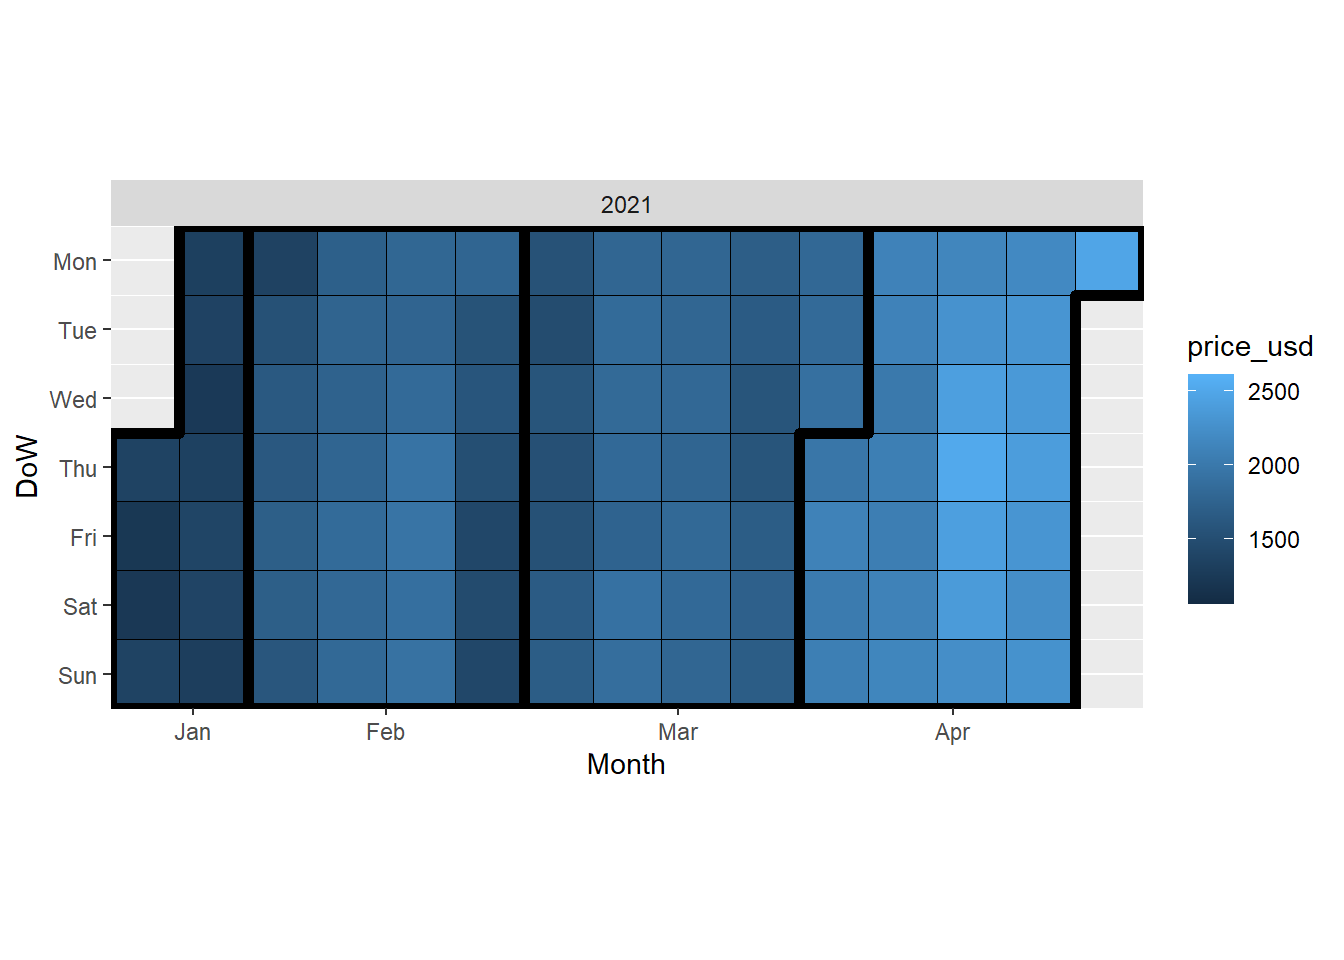 2021
Mon
Tue
Wed
Thu
Fri
Sat
Sun
DoW
Jan Feb Mar Apr
Month
price_usd
2500
2000
1500